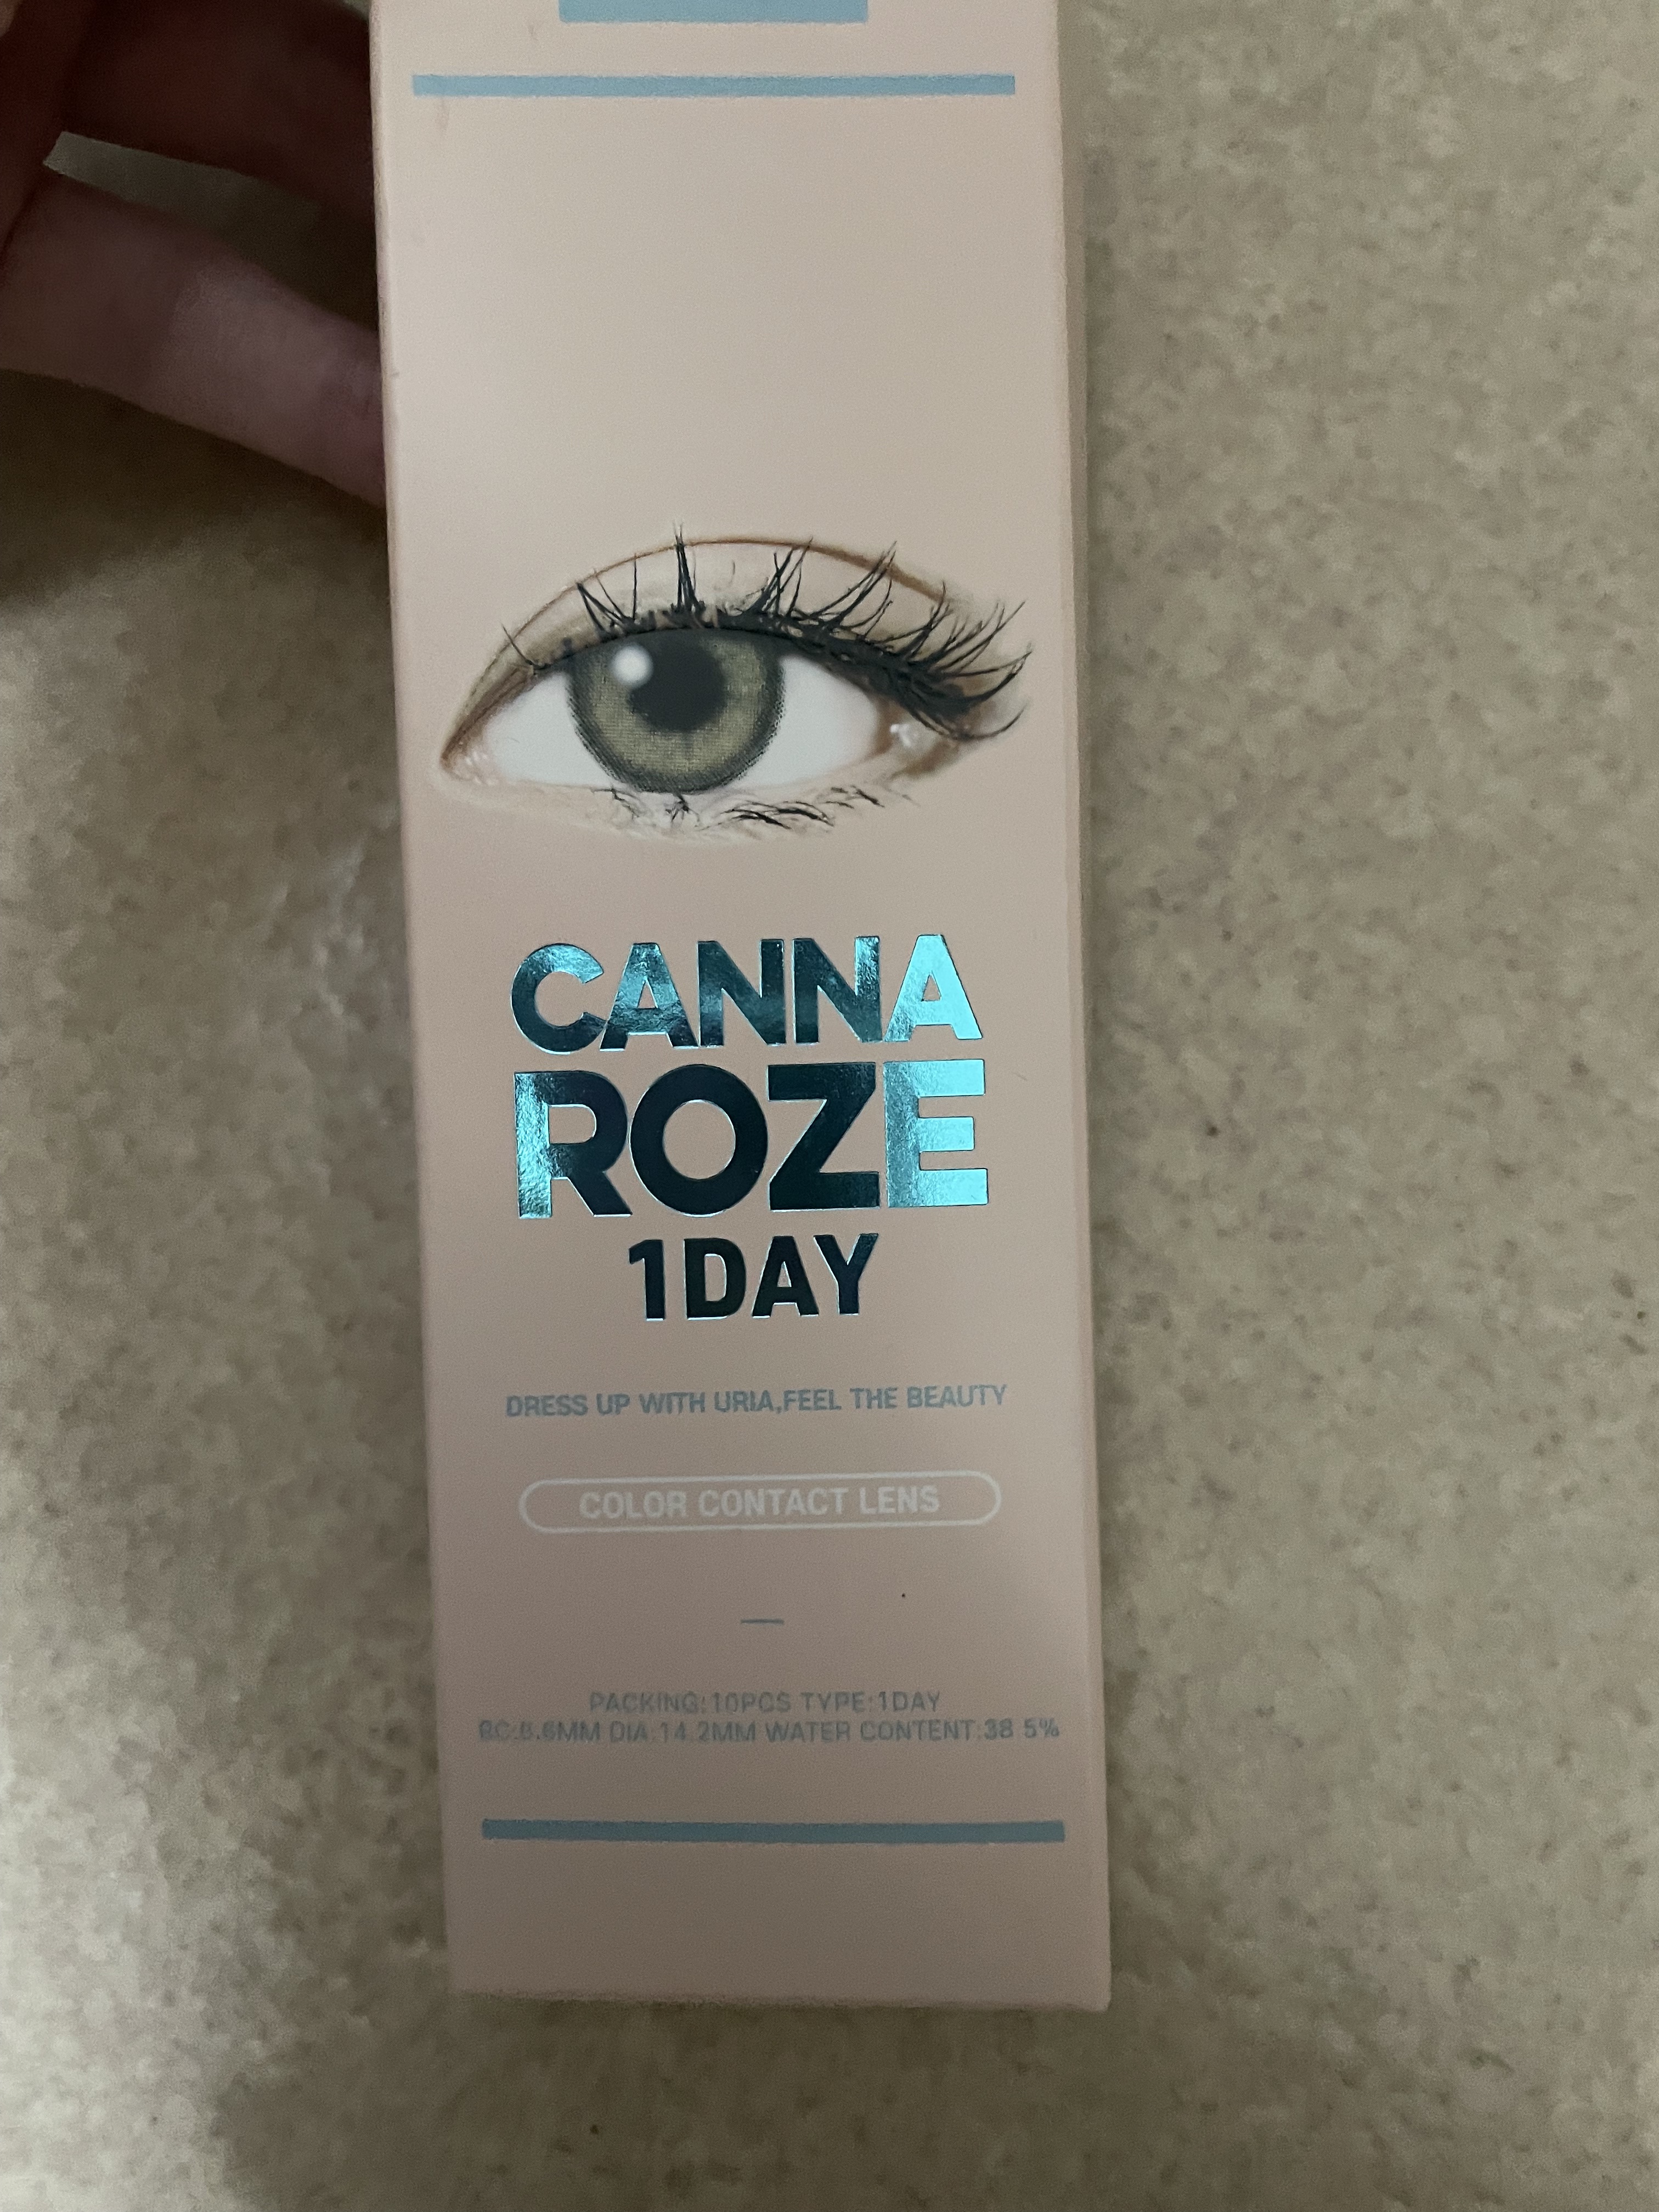 CANNA
ROZE
1DAY
DRESS UP WITH URIA,FEEL THE BEAUTY
COLOR CONTACT LENS
PACKING:10PCS TYPE:1DAY
DIA:14.2MM WATER CONTENT:38.5%